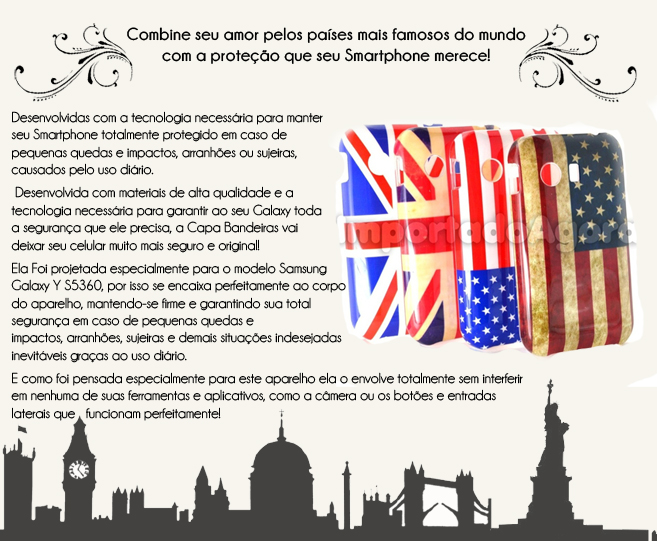 Combine seu amor pelos países mais famosos do mundo
com a proteção que seu Smartphone merece!
Desenvolvidas com a tecnologia necessária para manter
seu Smartphone totalmente protegido em caso de
pequenas quedas e impactos, arranhões ou sujeiras,
causados pelo uso diário.
Desenvolvida com materiais de alta qualidade e a
tecnologia necessária para garantir ao seu Galaxy toda
a segurança que ele precisa, a Capa Bandeiras vai
deixar seu celular muito mais seguro e original!
Ela Foi projetada especialmente para o modelo Samsung
Galaxy Y S5360, por isso se encaixa perfeitamente ao corpo
do aparelho, mantendo-se firme e garantindo sua total
segurança em caso de pequenas quedas e
impactos, arranhões, sujeiras e demais situações indesejadas
inevitáveis graças ao uso diário.
E como foi pensada especialmente para este aparelho ela o envolve totalmente sem interferir
em nenhuma de suas ferramentas e aplicativos, como a câmera ou os botões e entradas
laterais que funcionam perfeitamente!
ImportadoAgora